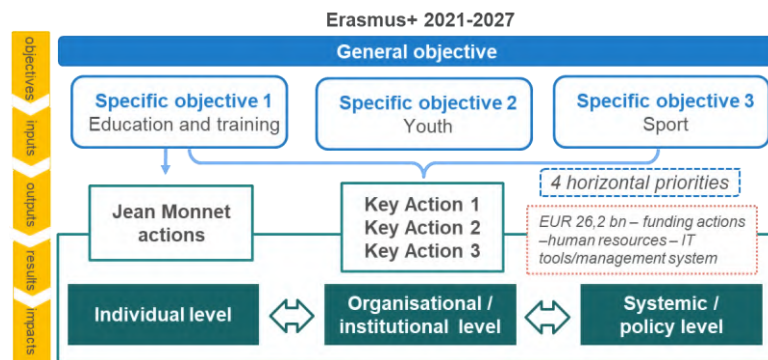 Erasmus+ 2021-2027
objectives
General objective
Specific objective 1
Education and training
Specific objective 2
Youth
Specific objective 3
Sport
inputs
outputs
Jean Monnet
actions
Key Action 1
Key Action 2
Key Action 3
4 horizontal priorities
EUR 26,2 bn – funding actions
–human resources – IT
tools/management system
results
impacts
Individual level
Organisational /
institutional level
Systemic /
policy level